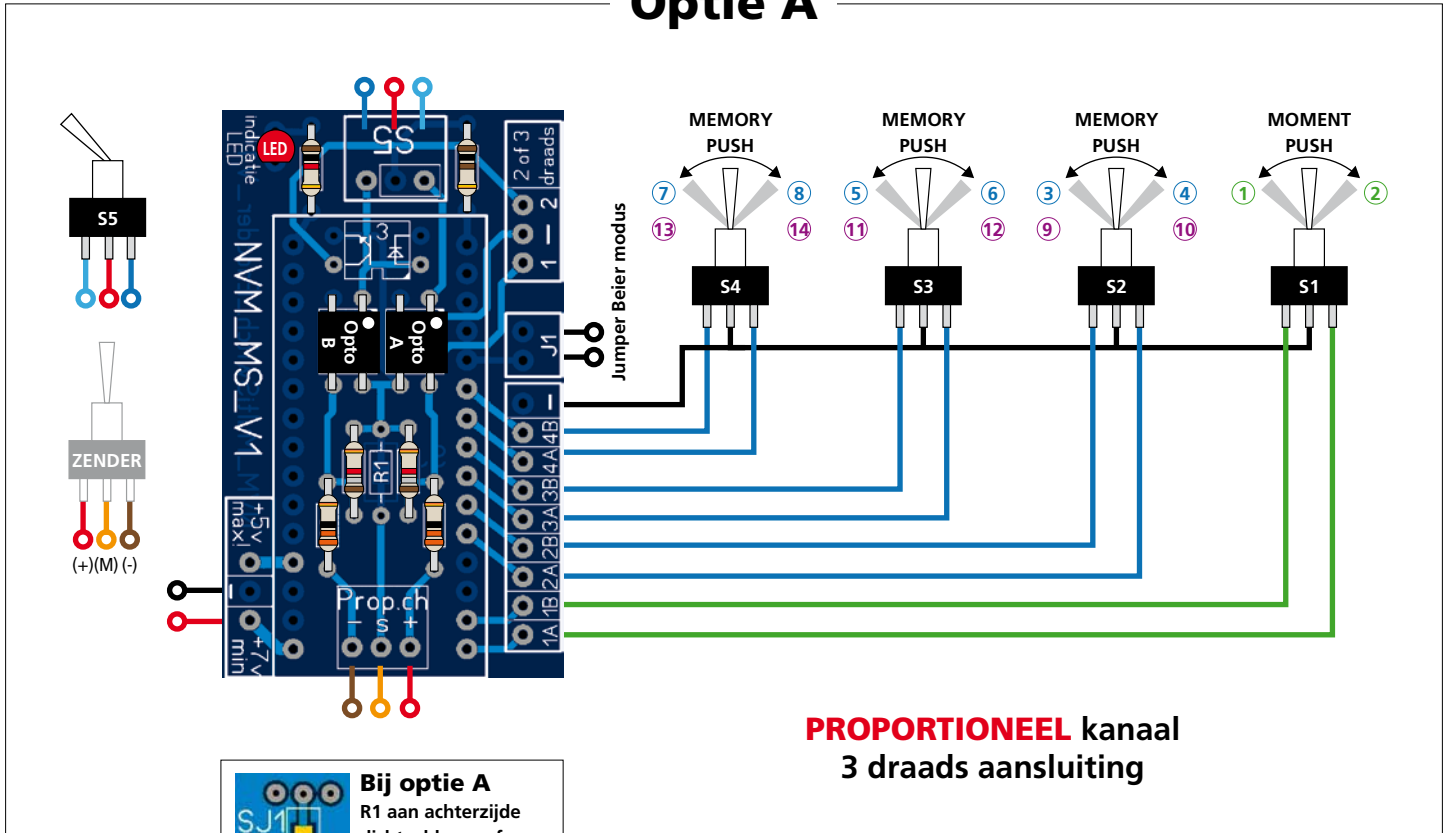 Optie A
MEMORY
PUSH
MEMORY
PUSH
MEMORY
PUSH
MOMENT
PUSH
7
8
5
6
3
4
1
2
13
14
11
12
9
10
S4
S3
S2
S1
S5
ZENDER
(+)(M) (-)
indicatie
LED
LED
S5
2 of 3
draads
2
–
1
3
NVM_MS_V1
Opto
B
Opto
A
J1
Jumper Beier modus
R1
–
4B
4A
3B
3A
2B
2A
1B
1A
+5v
max!
–
+7.v
min
Prop.ch
– s +
PROPORTIONEEL kanaal
3 draads aansluiting
SJ1
Bij optie A
R1 aan achterzijde